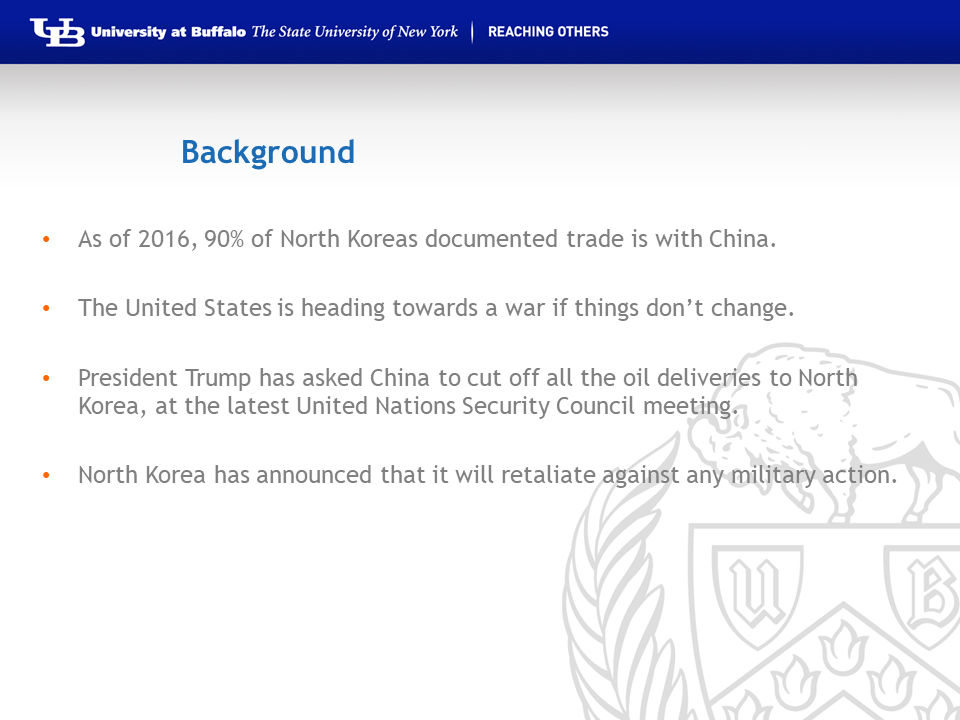 UB University at Buffalo The State University of New York | REACHING OTHERS
Background
• As of 2016, 90% of North Koreas documented trade is with China.
• The United States is heading towards a war if things don’t change.
• President Trump has asked China to cut off all the oil deliveries to North
Korea, at the latest United Nations Security Council meeting.
• North Korea has announced that it will retaliate against any military action.
U B